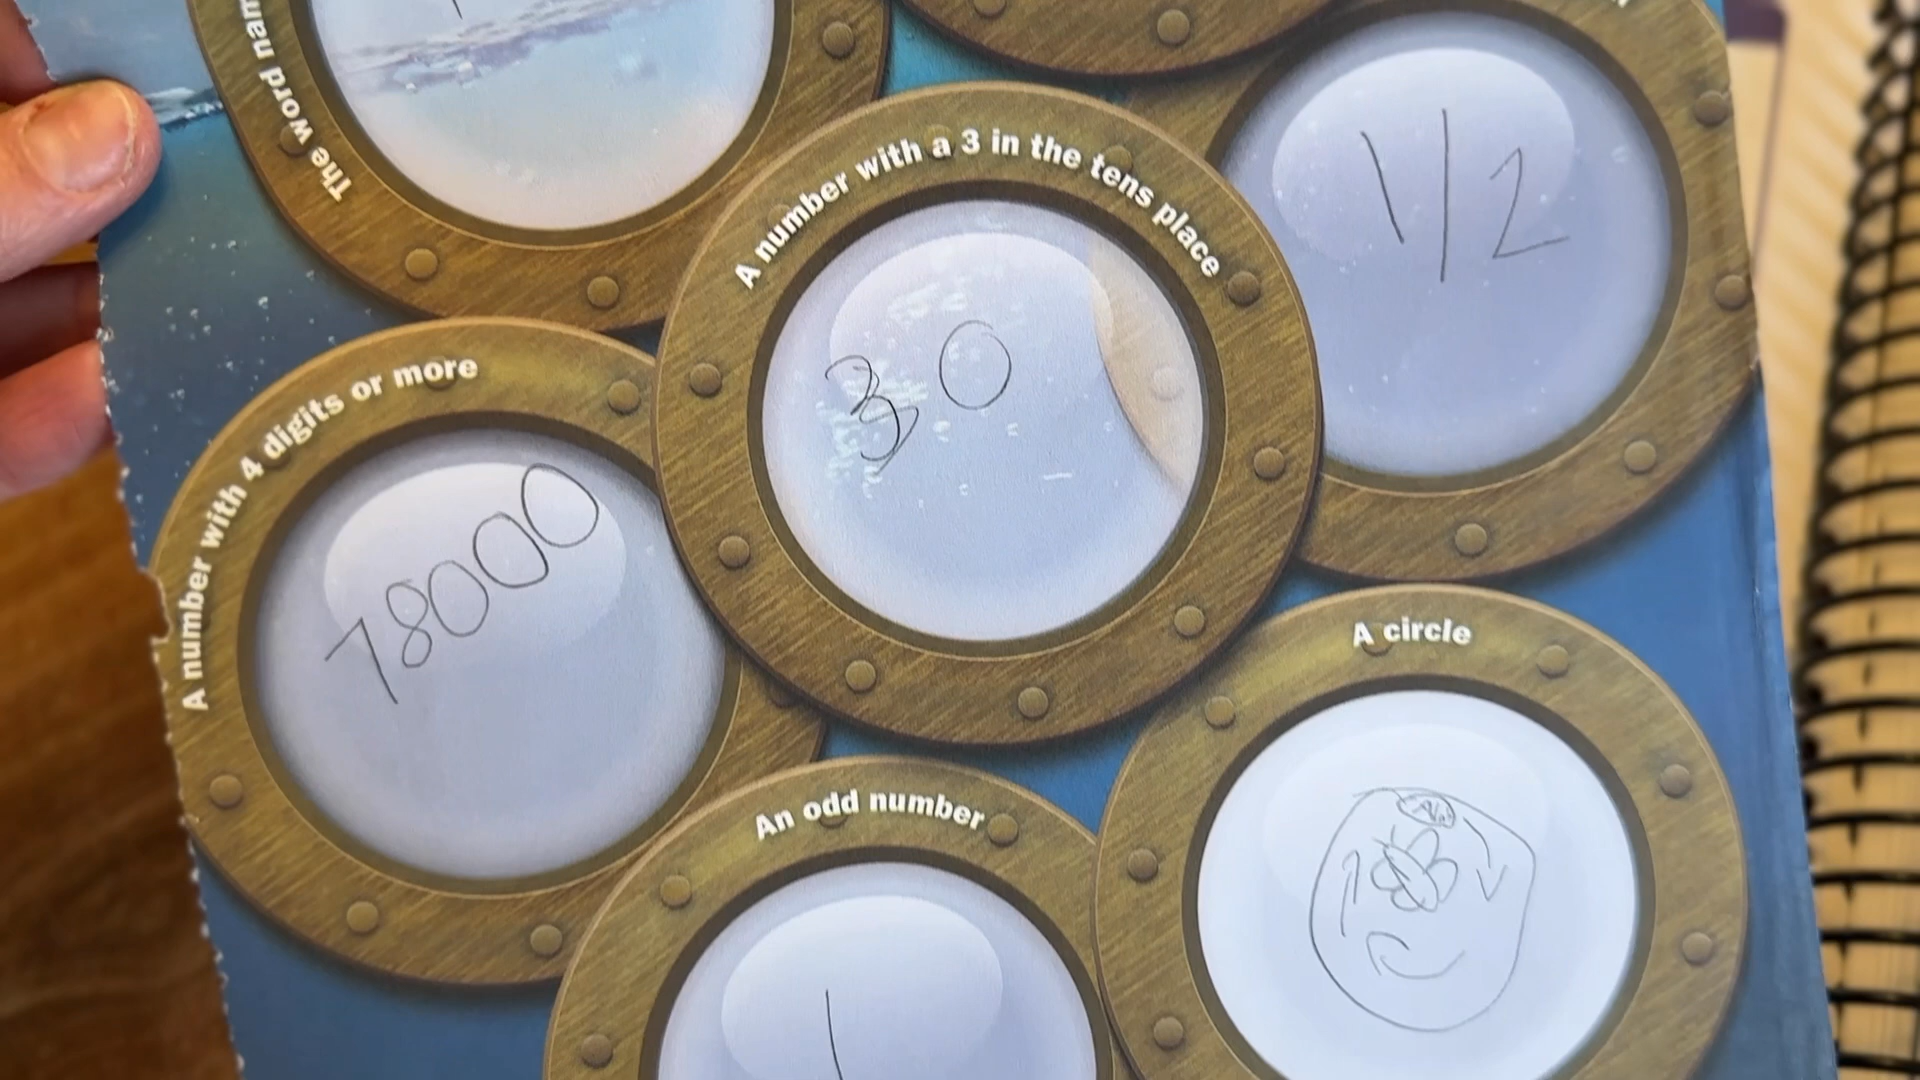 The word nam
1/2
A number with a 3 in the tens place
30
A number with 4 digits or more
78000
A circle
An odd number
1